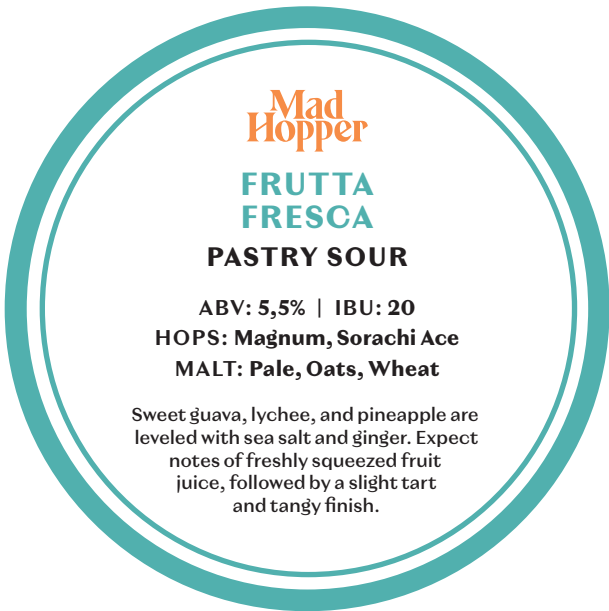 Mad
Hopper
FRUTTA
FRESCA
PASTRY SOUR
ABV: 5,5% | IBU: 20
HOPS: Magnum, Sorachi Ace
MALT: Pale, Oats, Wheat
Sweet guava, lychee, and pineapple are
leveled with sea salt and ginger. Expect
notes of freshly squeezed fruit
juice, followed by a slight tart
and tangy finish.